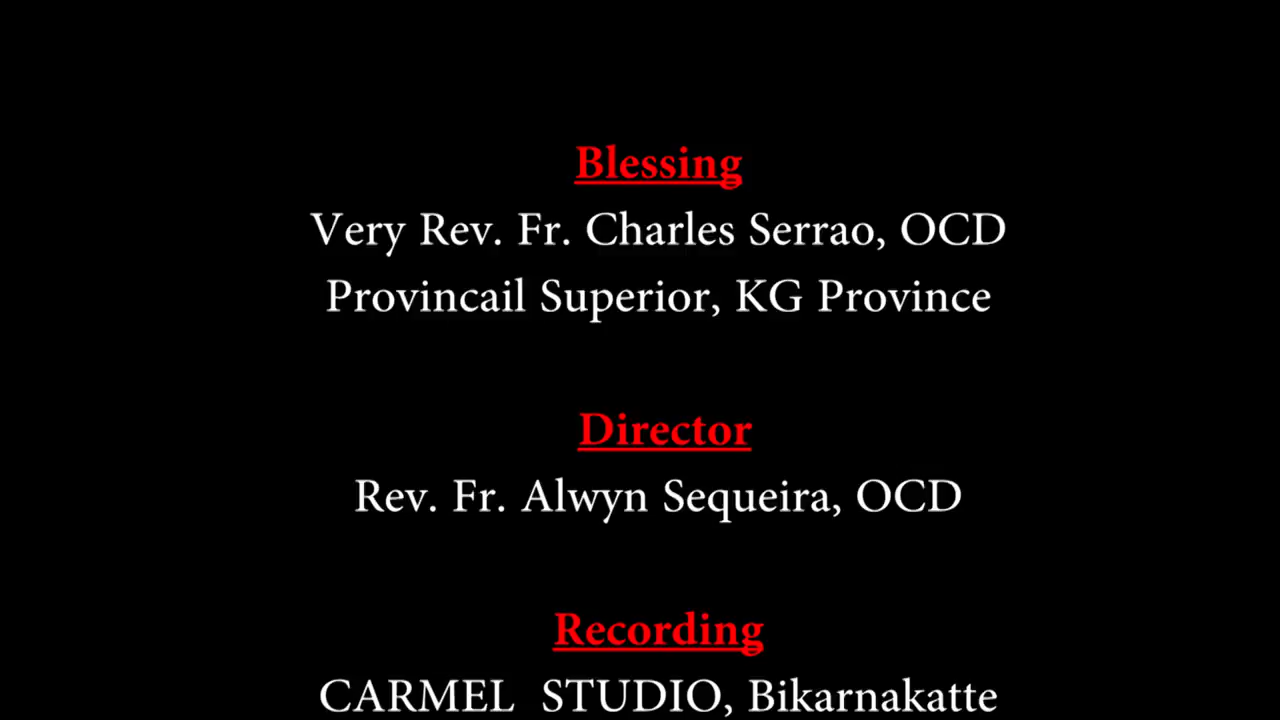 Blessing
Very Rev. Fr. Charles Serrao, OCD
Provincail Superior, KG Province
Director
Rev. Fr. Alwyn Sequeira, OCD
Recording
CARMEL STUDIO, Bikarnakatte